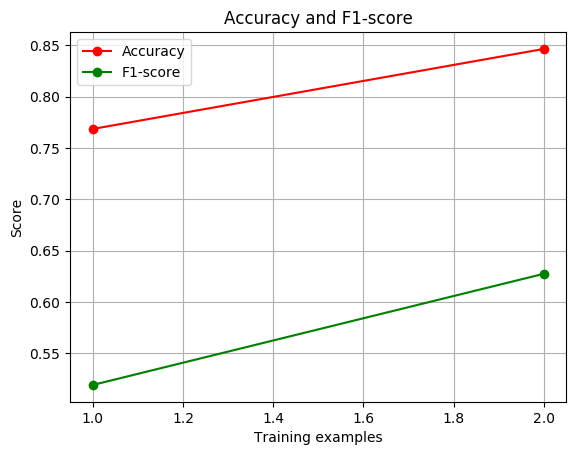 Accuracy and F1-score
Accuracy
F1-score
0.85
0.80
0.75
0.70
0.65
0.60
0.55
Score
1.0 1.2 1.4 1.6 1.8 2.0
Training examples